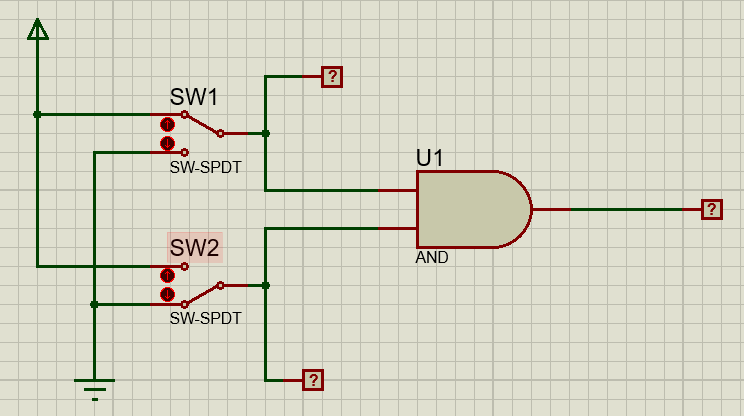 ?
SW1
SW-SPDT
U1
?
AND
SW2
SW-SPDT
?